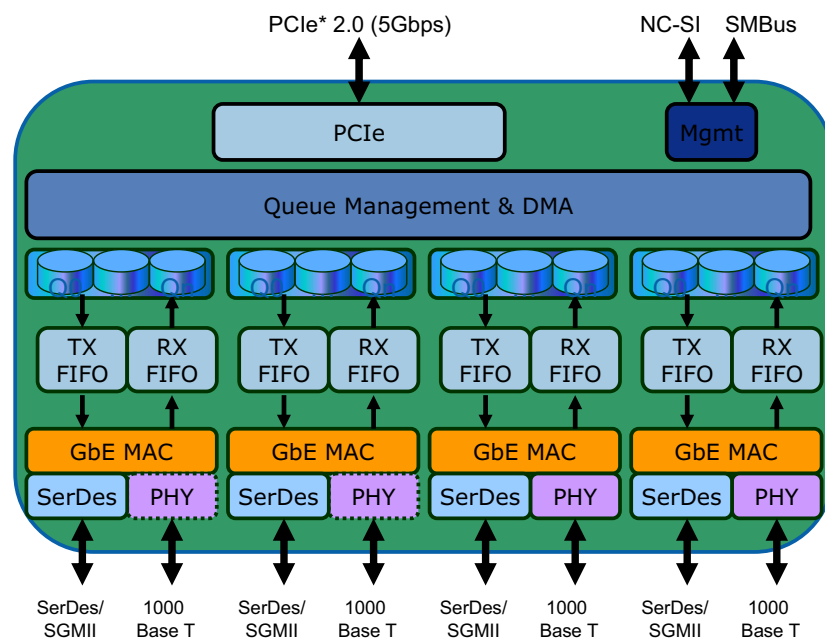 PCIe* 2.0 (5Gbps) NC-SI SMBus
PCIe Mgmt
Queue Management & DMA
TX RX TX RX TX RX TX RX
FIFO FIFO FIFO FIFO FIFO FIFO FIFO FIFO
GbE MAC GbE MAC GbE MAC GbE MAC
SerDes PHY SerDes PHY SerDes PHY SerDes PHY
SerDes/ 1000 SerDes/ 1000 SerDes/ 1000 SerDes/ 1000
SGMII Base T SGMII Base T SGMII Base T SGMII Base T